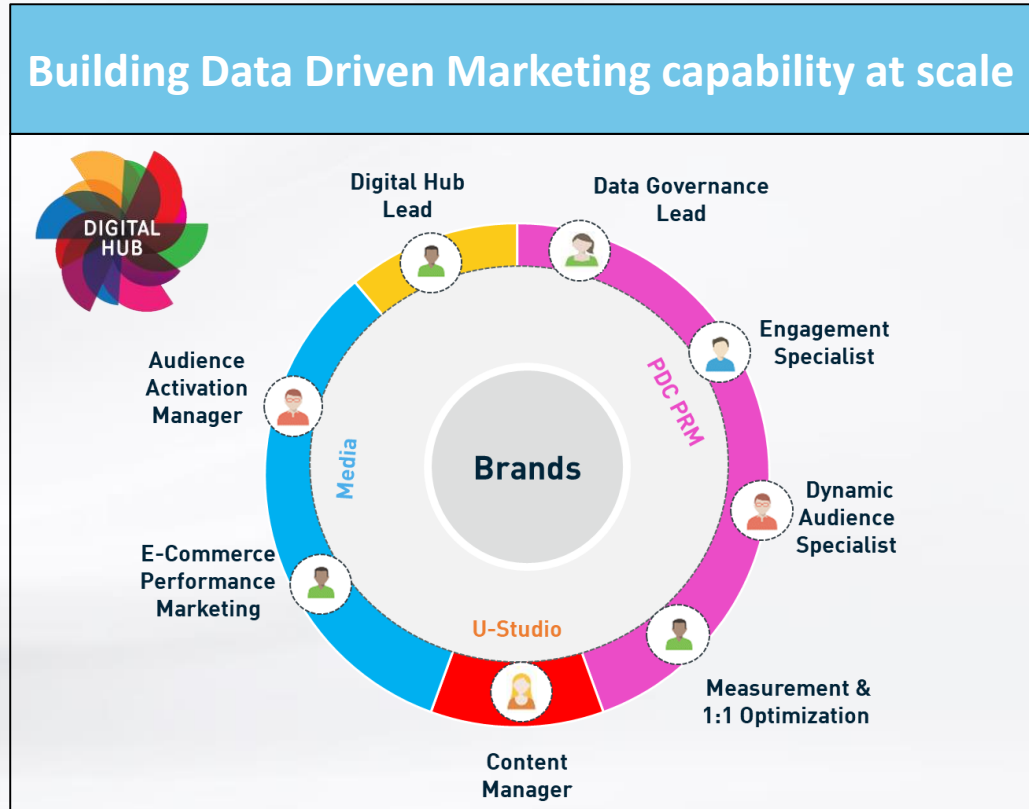 Building Data Driven Marketing capability at scale
DIGITAL
HUB
Digital Hub
Lead
Data Governance
Lead
Engagement
Specialist
PDC PRM
Dynamic
Audience
Specialist
Measurement &
1:1 Optimization
Content
Manager
U-Studio
E-Commerce
Performance
Marketing
Audience
Activation
Manager
Media
Brands